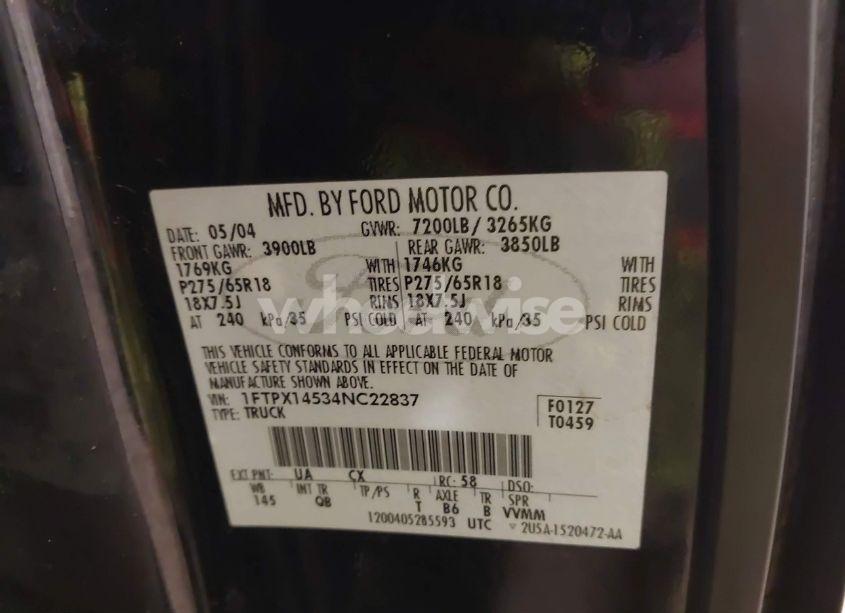 MFD. BY FORD MOTOR CO.
DATE: 05/04 GVWR: 7200LB / 3265KG
FRONT GAWR: 3900LB REAR GAWR: 3850LB
1769KG WITH 1746KG WITH
P275/65R18 TIRES P275/65R18 TIRES
18X7.5J RIMS 18X7.5J RIMS
AT 240 kPa/35 PSI COLD AT 240 kPa/35 PSI COLD
wheelwise
THIS VEHICLE CONFORMS TO ALL APPLICABLE FEDERAL MOTOR
VEHICLE SAFETY STANDARDS IN EFFECT ON THE DATE OF
MANUFACTURE SHOWN ABOVE.
VIN: 1FTPX14534NC22837
TYPE: TRUCK
F0127
T0459
EXT PNT: UA CX RC: 58 DSO:
WB INT TR TP/PS R AXLE TR SPR
145 QB T B6 B VVMM
1200405285593 UTC 2U5A-1520472-AA